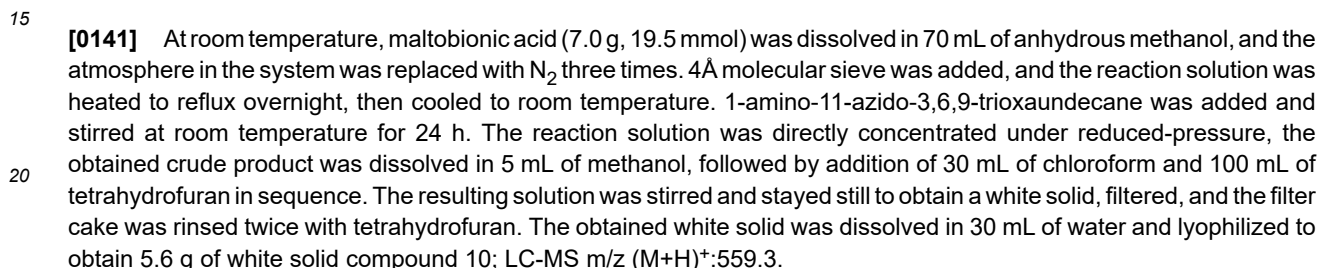 15
[0141] At room temperature, maltobionic acid (7.0 g, 19.5 mmol) was dissolved in 70 mL of anhydrous methanol, and the
atmosphere in the system was replaced with N2 three times. 4Å molecular sieve was added, and the reaction solution was
heated to reflux overnight, then cooled to room temperature. 1-amino-11-azido-3,6,9-trioxaundecane was added and
stirred at room temperature for 24 h. The reaction solution was directly concentrated under reduced-pressure, the
obtained crude product was dissolved in 5 mL of methanol, followed by addition of 30 mL of chloroform and 100 mL of
20
tetrahydrofuran in sequence. The resulting solution was stirred and stayed still to obtain a white solid, filtered, and the filter
cake was rinsed twice with tetrahydrofuran. The obtained white solid was dissolved in 30 mL of water and lyophilized to
obtain 5.6 g of white solid compound 10; LC-MS m/z (M+H)+:559.3.